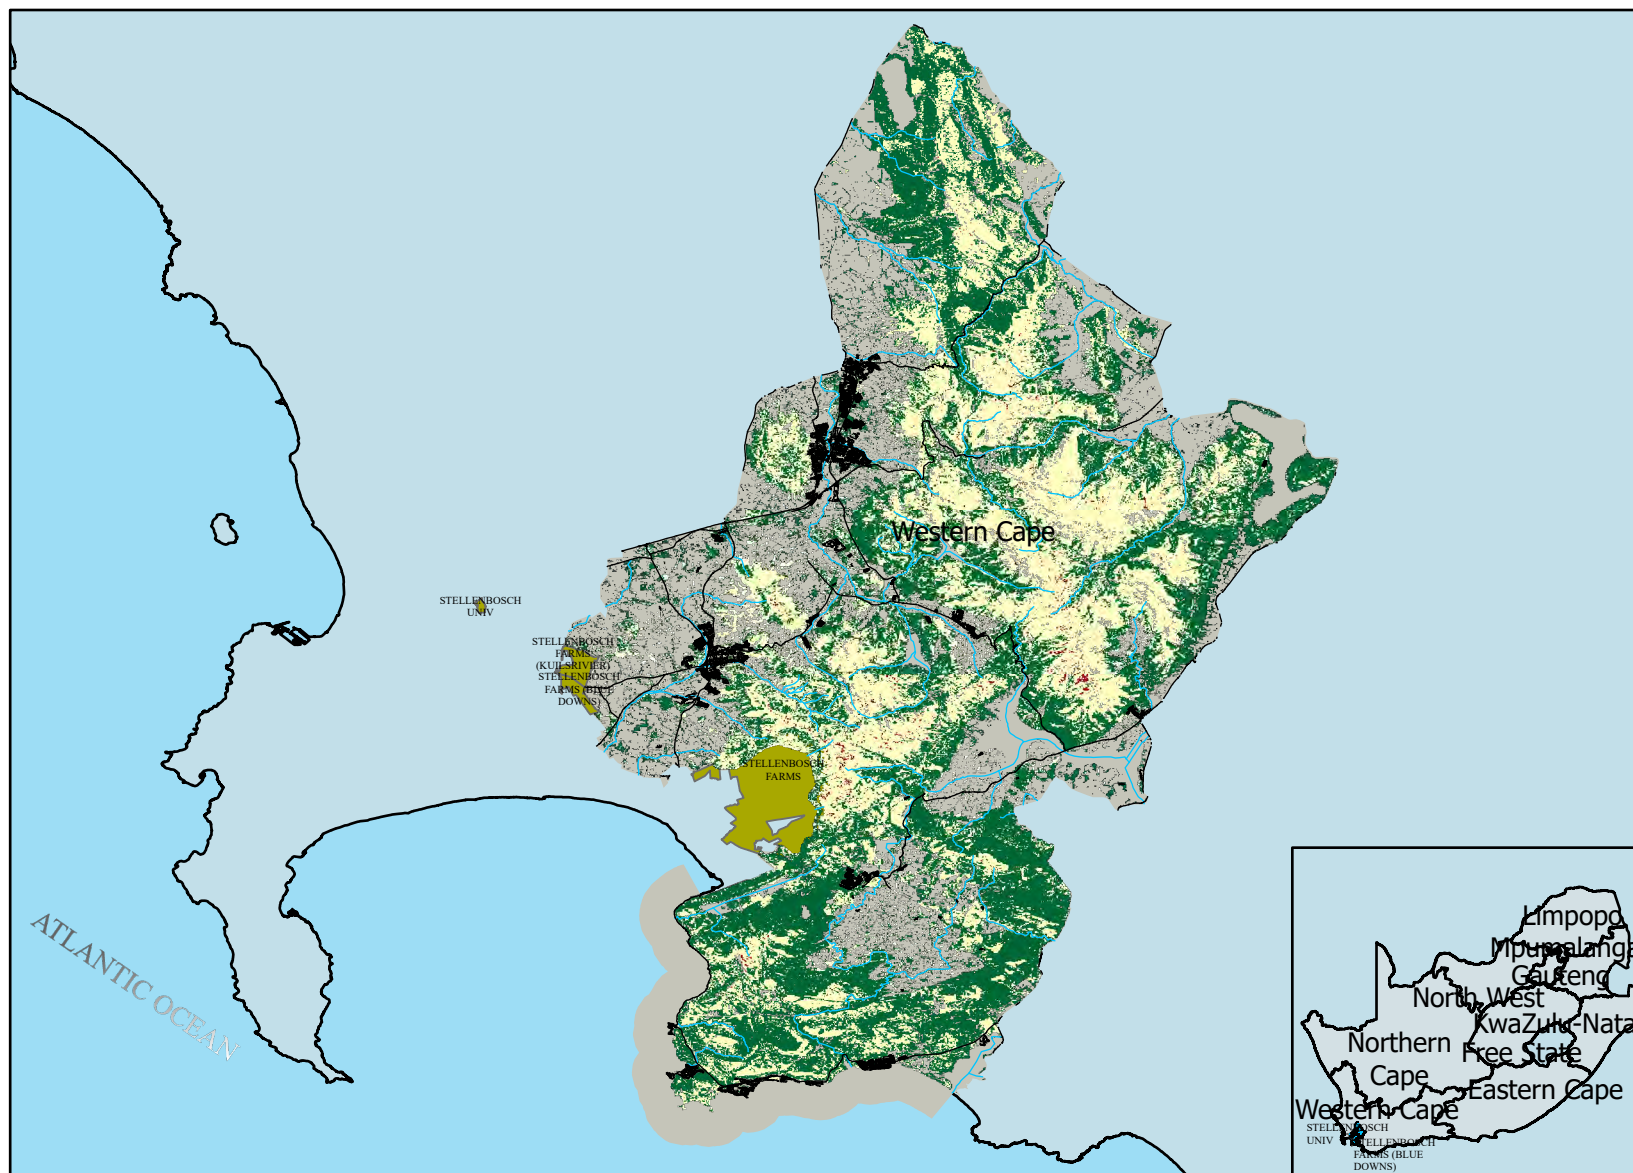 Western Cape
STELLENBOSCH
UNIV
STELLENBOSCH
FARMS
(KUILSRIVIER)
STELLENBOSCH
FARMS (BLUE
DOWNS)
STELLENBOSCH
FARMS
ATLANTIC OCEAN
Limpopo
Mpumalanga
Gauteng
North West
KwaZulu-Nata
Northern
Cape
Free State
Eastern Cape
Western Cape
STELLENBOSCH
UNIV
STELLENBOSCH
FARMS (BLUE
DOWNS)